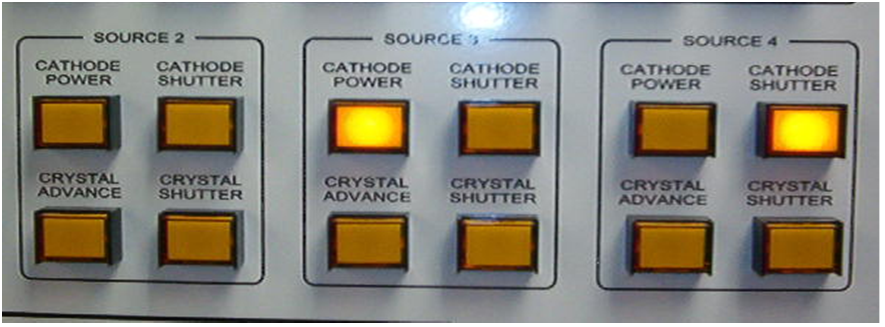 SOURCE 2
CATHODE POWER
CATHODE SHUTTER
CRYSTAL ADVANCE
CRYSTAL SHUTTER
SOURCE 3
CATHODE POWER
CATHODE SHUTTER
CRYSTAL ADVANCE
CRYSTAL SHUTTER
SOURCE 4
CATHODE POWER
CATHODE SHUTTER
CRYSTAL ADVANCE
CRYSTAL SHUTTER